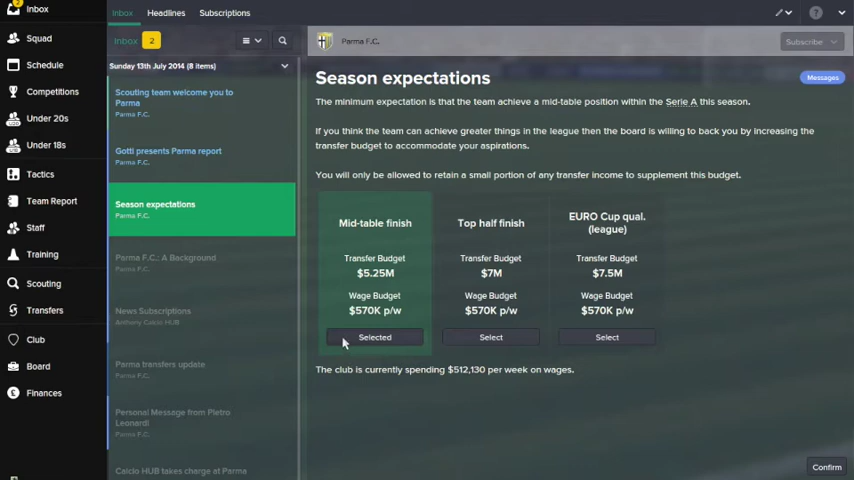 Inbox
Inbox
Headlines
Subscriptions
Squad
Schedule
Competitions
Under 20s
Under 18s
Tactics
Team Report
Staff
Training
Scouting
Transfers
Club
Board
Finances
Inbox 2
Sunday 13th July 2014 (8 items)
Scouting team welcome you to
Parma
Parma F.C.
Gotti presents Parma report
Parma F.C.
Season expectations
Parma F.C.
Parma F.C.: A Background
Parma F.C.
News Subscriptions
Anthony Calcio HUB
Parma transfers update
Parma F.C.
Personal Message from Pietro
Leonardi
Parma F.C.
Calcio HUB takes charge at Parma
Parma F.C.
Subscribe
Season expectations
Messages
The minimum expectation is that the team achieve a mid-table position within the Serie A this season.
If you think the team can achieve greater things in the league then the board is willing to back you by increasing the
transfer budget to accommodate your aspirations.
You will only be allowed to retain a small portion of any transfer income to supplement this budget.
Mid-table finish
Transfer Budget
$5.25M
Wage Budget
$570K p/w
Selected
Top half finish
Transfer Budget
$7M
Wage Budget
$570K p/w
Select
EURO Cup qual.
(league)
Transfer Budget
$7.5M
Wage Budget
$570K p/w
Select
The club is currently spending $512,130 per week on wages.
Confirm